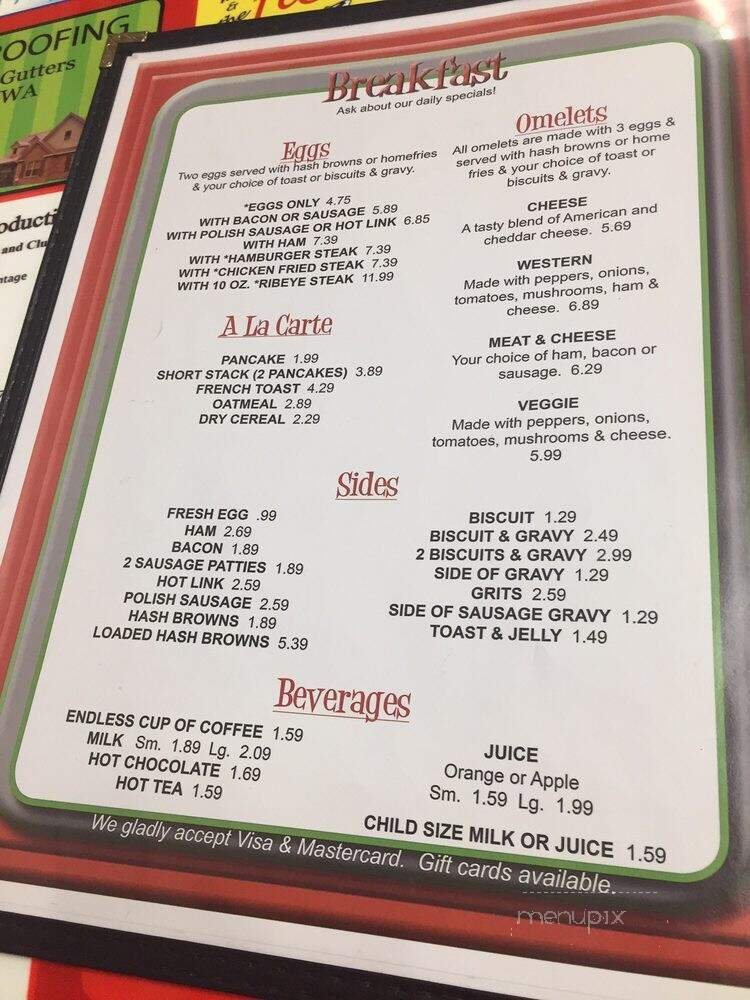 OOFING
Gutters
WA
&
the
oducti
and Clu
ntage
Breakfast
Ask about our daily specials!
Eggs
Two eggs served with hash browns or homefries
& your choice of toast or biscuits & gravy.
*EGGS ONLY 4.75
WITH BACON OR SAUSAGE 5.89
WITH POLISH SAUSAGE OR HOT LINK 6.85
WITH HAM 7.39
WITH *HAMBURGER STEAK 7.39
WITH *CHICKEN FRIED STEAK 7.39
WITH 10 OZ. *RIBEYE STEAK 11.99
A La Carte
PANCAKE 1.99
SHORT STACK (2 PANCAKES) 3.89
FRENCH TOAST 4.29
OATMEAL 2.89
DRY CEREAL 2.29
Omelets
All omelets are made with 3 eggs &
served with hash browns or home
fries & your choice of toast or
biscuits & gravy.
CHEESE
A tasty blend of American and
cheddar cheese. 5.69
WESTERN
Made with peppers, onions,
tomatoes, mushrooms, ham &
cheese. 6.89
MEAT & CHEESE
Your choice of ham, bacon or
sausage. 6.29
VEGGIE
Made with peppers, onions,
tomatoes, mushrooms & cheese.
5.99
Sides
FRESH EGG .99
HAM 2.69
BACON 1.89
2 SAUSAGE PATTIES 1.89
HOT LINK 2.59
POLISH SAUSAGE 2.59
HASH BROWNS 1.89
LOADED HASH BROWNS 5.39
BISCUIT 1.29
BISCUIT & GRAVY 2.49
2 BISCUITS & GRAVY 2.99
SIDE OF GRAVY 1.29
GRITS 2.59
SIDE OF SAUSAGE GRAVY 1.29
TOAST & JELLY 1.49
Beverages
ENDLESS CUP OF COFFEE 1.59
MILK Sm. 1.89 Lg. 2.09
HOT CHOCOLATE 1.69
HOT TEA 1.59
JUICE
Orange or Apple
Sm. 1.59 Lg. 1.99
CHILD SIZE MILK OR JUICE 1.59
We gladly accept Visa & Mastercard. Gift cards available.
menupix